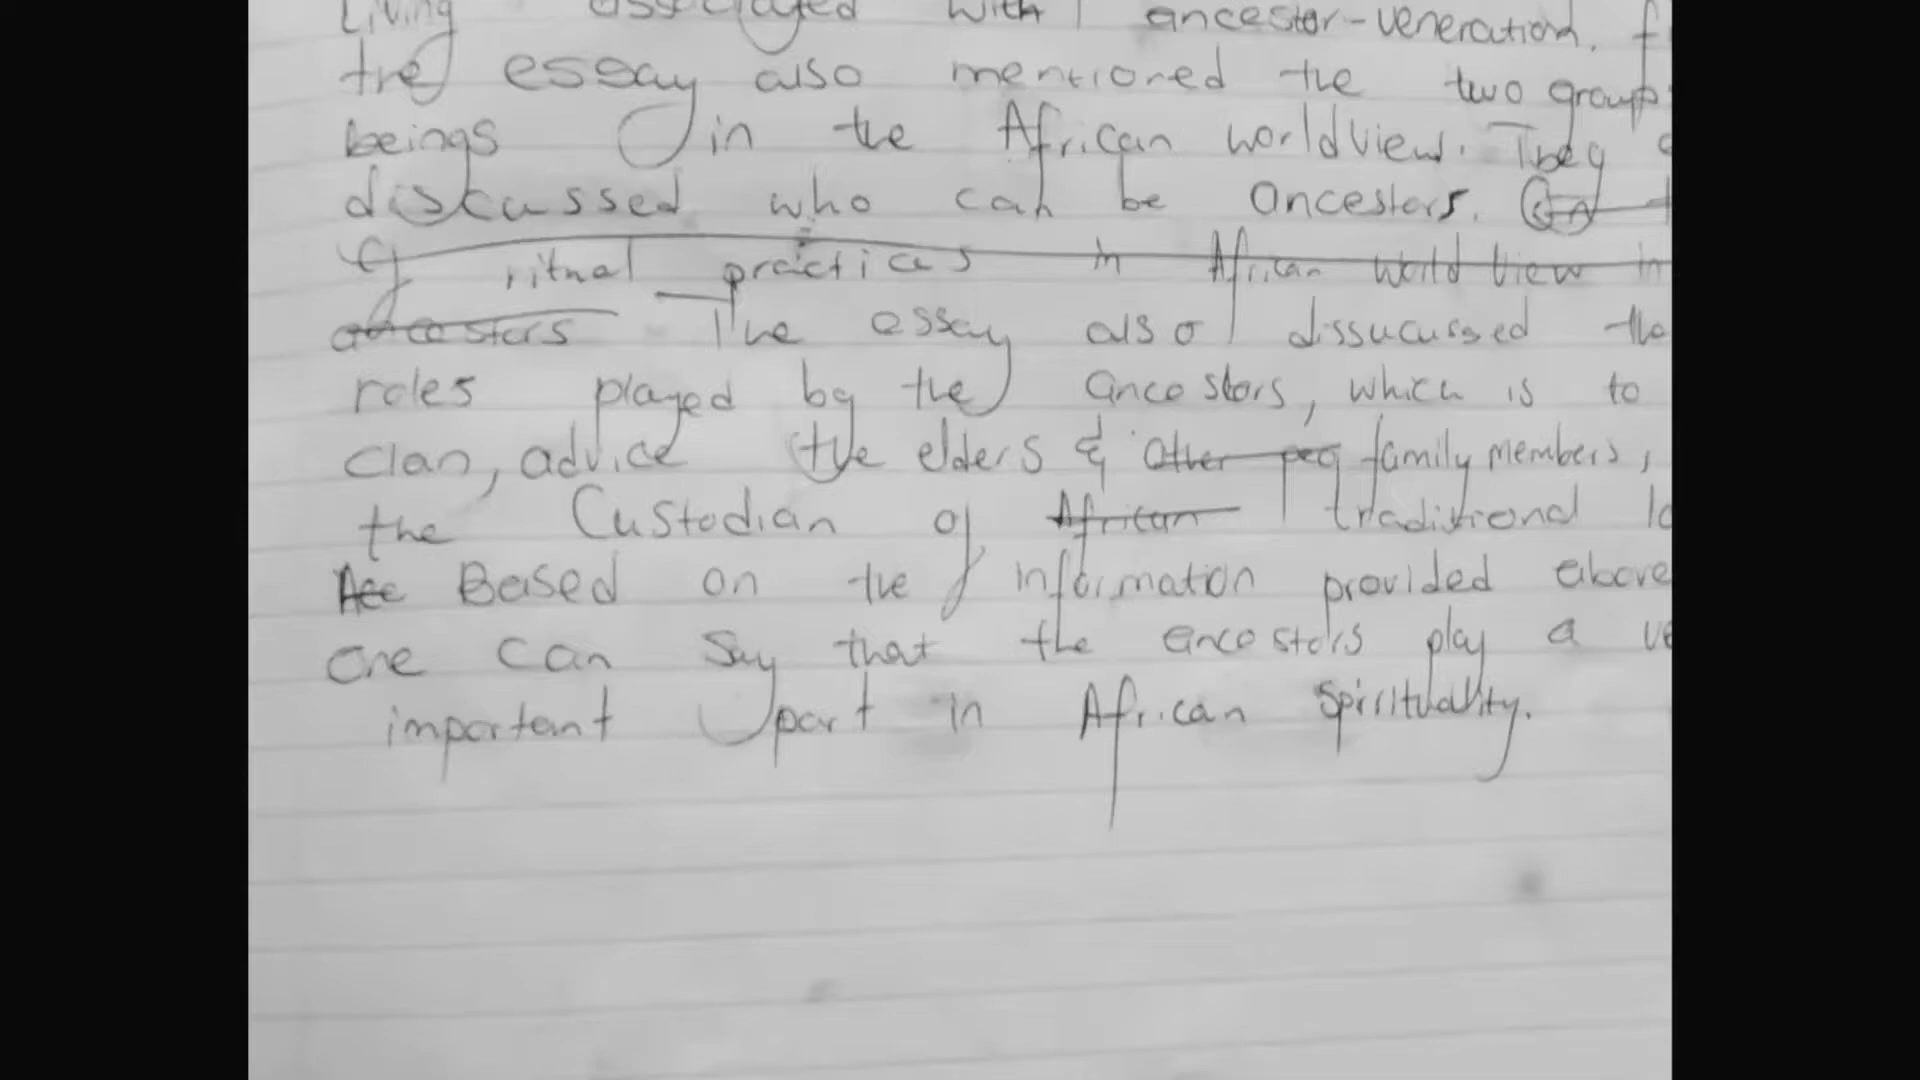 Living associated with ancestor-veneration.
the essay also mentioned the two group
beings in the African worldview. They
discussed who can be Ancestors.
Of ritual practices in African world view in
ancestors The essay also dissucussed the
roles played by the Ancestors, which is to
clan, advice the elders & other peo family members,
the Custodian of African traditional
Acc Based on the information provided above
one can say that the ancestors play a
important part in African Spirituality.